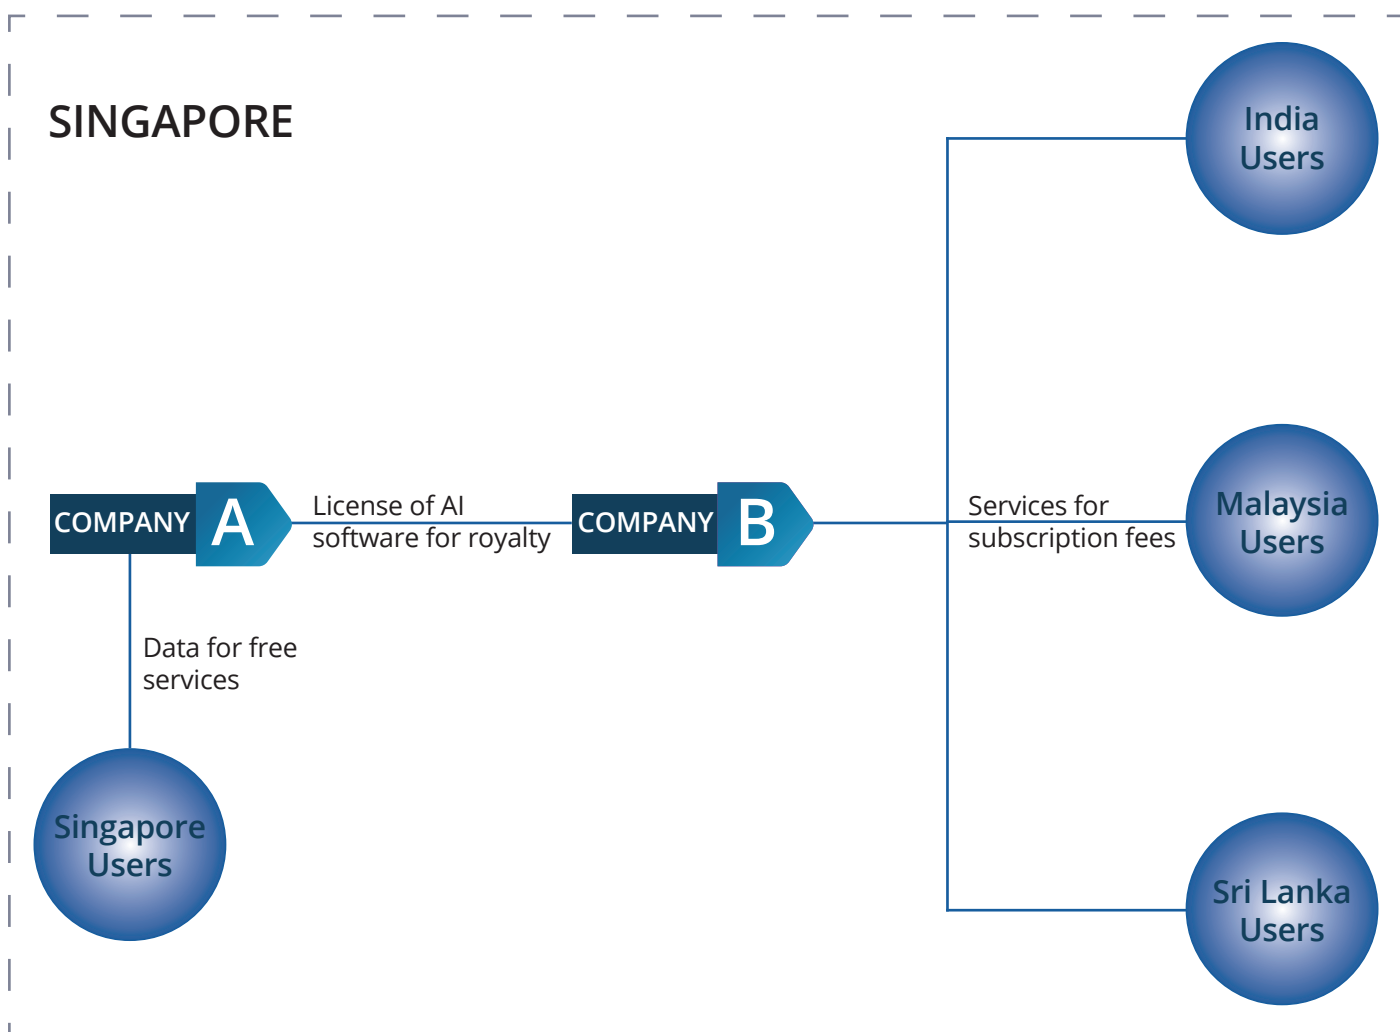 SINGAPORE
India
Users
COMPANY A
License of AI
software for royalty
COMPANY B
Services for
subscription fees
Malaysia
Users
Data for free
services
Singapore
Users
Sri Lanka
Users